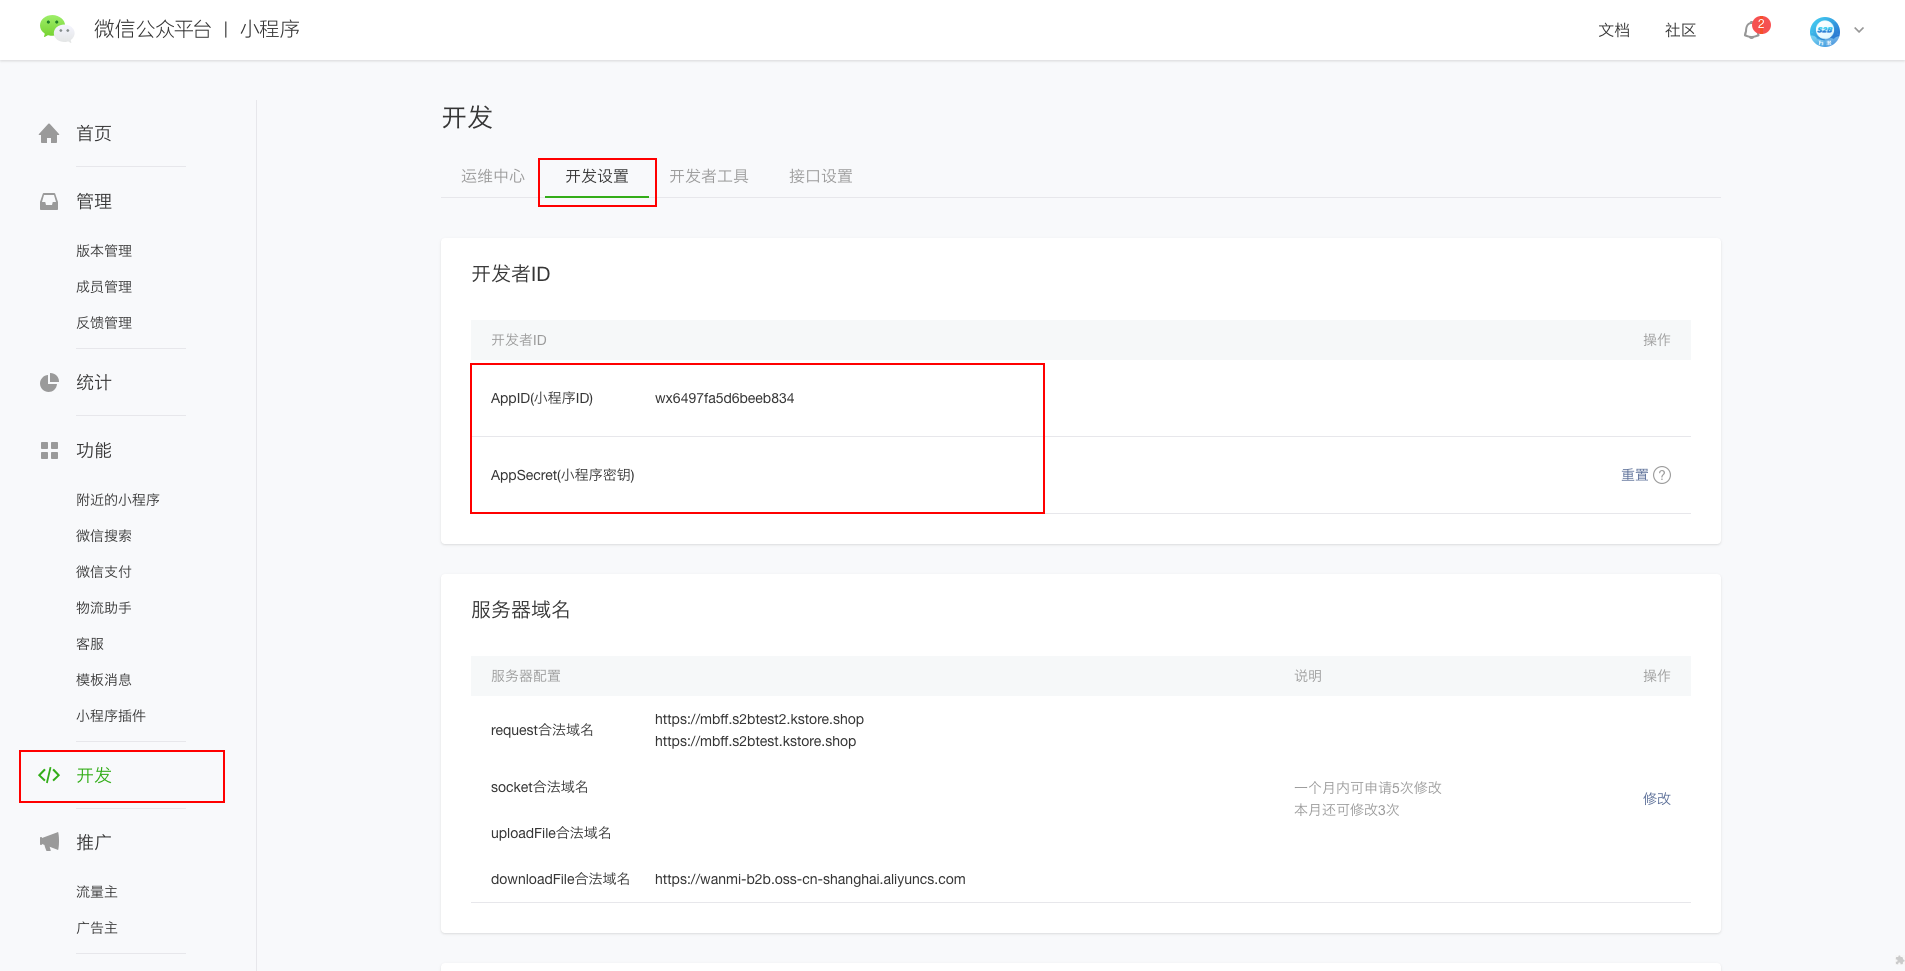 微信公众平台 | 小程序
文档
社区
2
首页
管理
版本管理
成员管理
反馈管理
统计
功能
附近的小程序
微信搜索
微信支付
物流助手
客服
模板消息
小程序插件
开发
推广
流量主
广告主
开发
运维中心 开发设置 开发者工具 接口设置
开发者ID
开发者ID 操作
AppID(小程序ID) wx6497fa5d6beeb834
AppSecret(小程序密钥) 重置 ?
服务器域名
服务器配置 说明 操作
request合法域名 https://mbff.s2btest2.kstore.shop
https://mbff.s2btest.kstore.shop
socket合法域名
uploadFile合法域名
downloadFile合法域名 https://wanmi-b2b.oss-cn-shanghai.aliyuncs.com
一个月内可申请5次修改
本月还可修改3次
修改